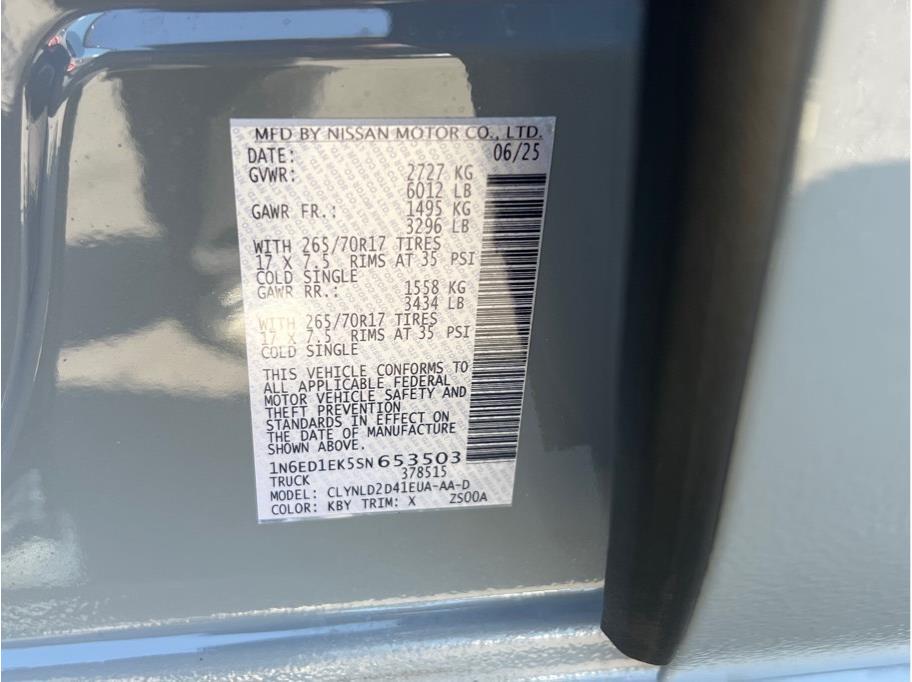 MFD BY NISSAN MOTOR CO., LTD.
DATE: 06/25
GVWR: 2727 KG
6012 LB
GAWR FR.: 1495 KG
3296 LB
WITH 265/70R17 TIRES
17 X 7.5 RIMS AT 35 PSI
COLD SINGLE
GAWR RR.: 1558 KG
3434 LB
WITH 265/70R17 TIRES
17 X 7.5 RIMS AT 35 PSI
COLD SINGLE
THIS VEHICLE CONFORMS TO
ALL APPLICABLE FEDERAL
MOTOR VEHICLE SAFETY AND
THEFT PREVENTION
STANDARDS IN EFFECT ON
THE DATE OF MANUFACTURE
SHOWN ABOVE.
1N6ED1EK5SN653503
TRUCK 378515
MODEL: CLYNLD2D41EUA-AA-D
COLOR: KBY TRIM: X ZS00A